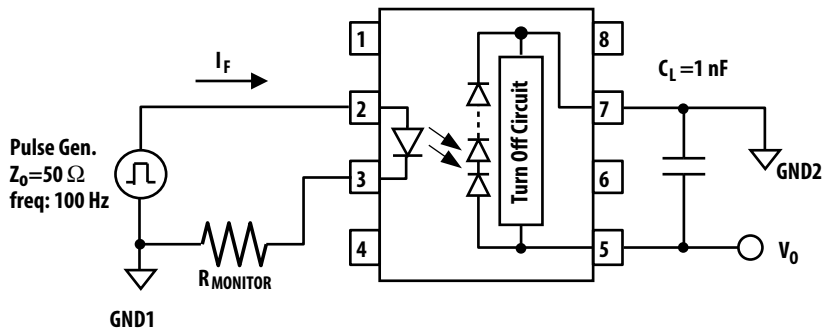 1
8
I_F
C_L =1 nF
2
7
Pulse Gen.
Z_0=50 Ω
freq: 100 Hz
Turn Off Circuit
3
6
GND2
4
5
V_0
R_MONITOR
GND1